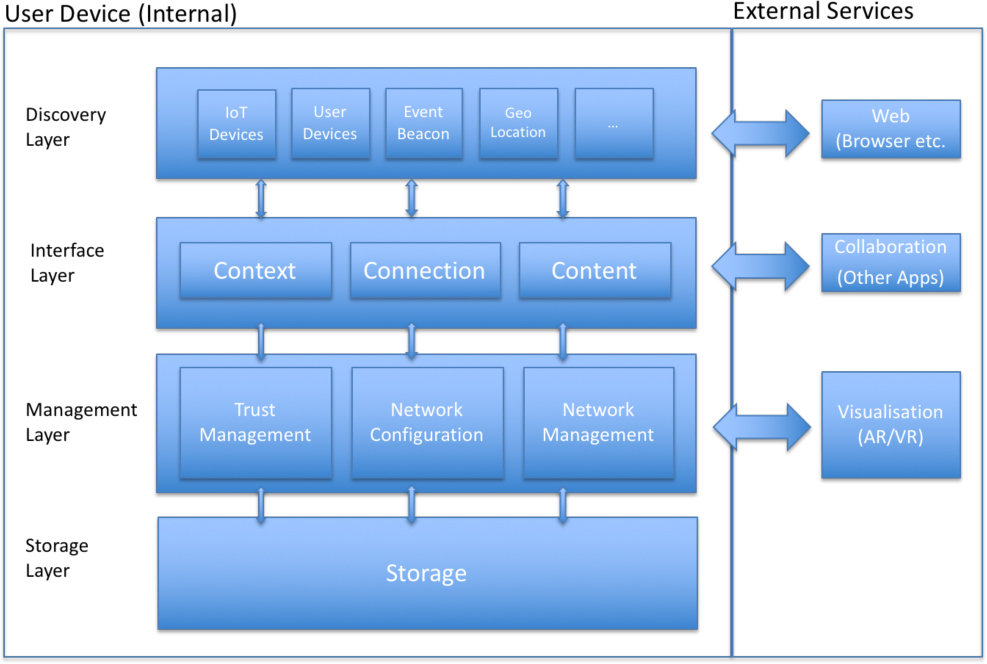 User Device (Internal)
External Services
Discovery
Layer
IoT
Devices
User
Devices
Event
Beacon
Geo
Location
...
Web
(Browser etc.
Interface
Layer
Context
Connection
Content
Collaboration
(Other Apps)
Management
Layer
Trust
Management
Network
Configuration
Network
Management
Visualisation
(AR/VR)
Storage
Layer
Storage